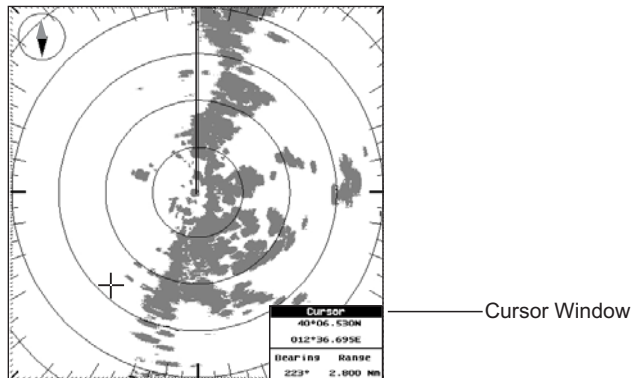 Cursor
40°06.530N
012°36.695E
Bearing Range
223° 2.800 NM
Cursor Window